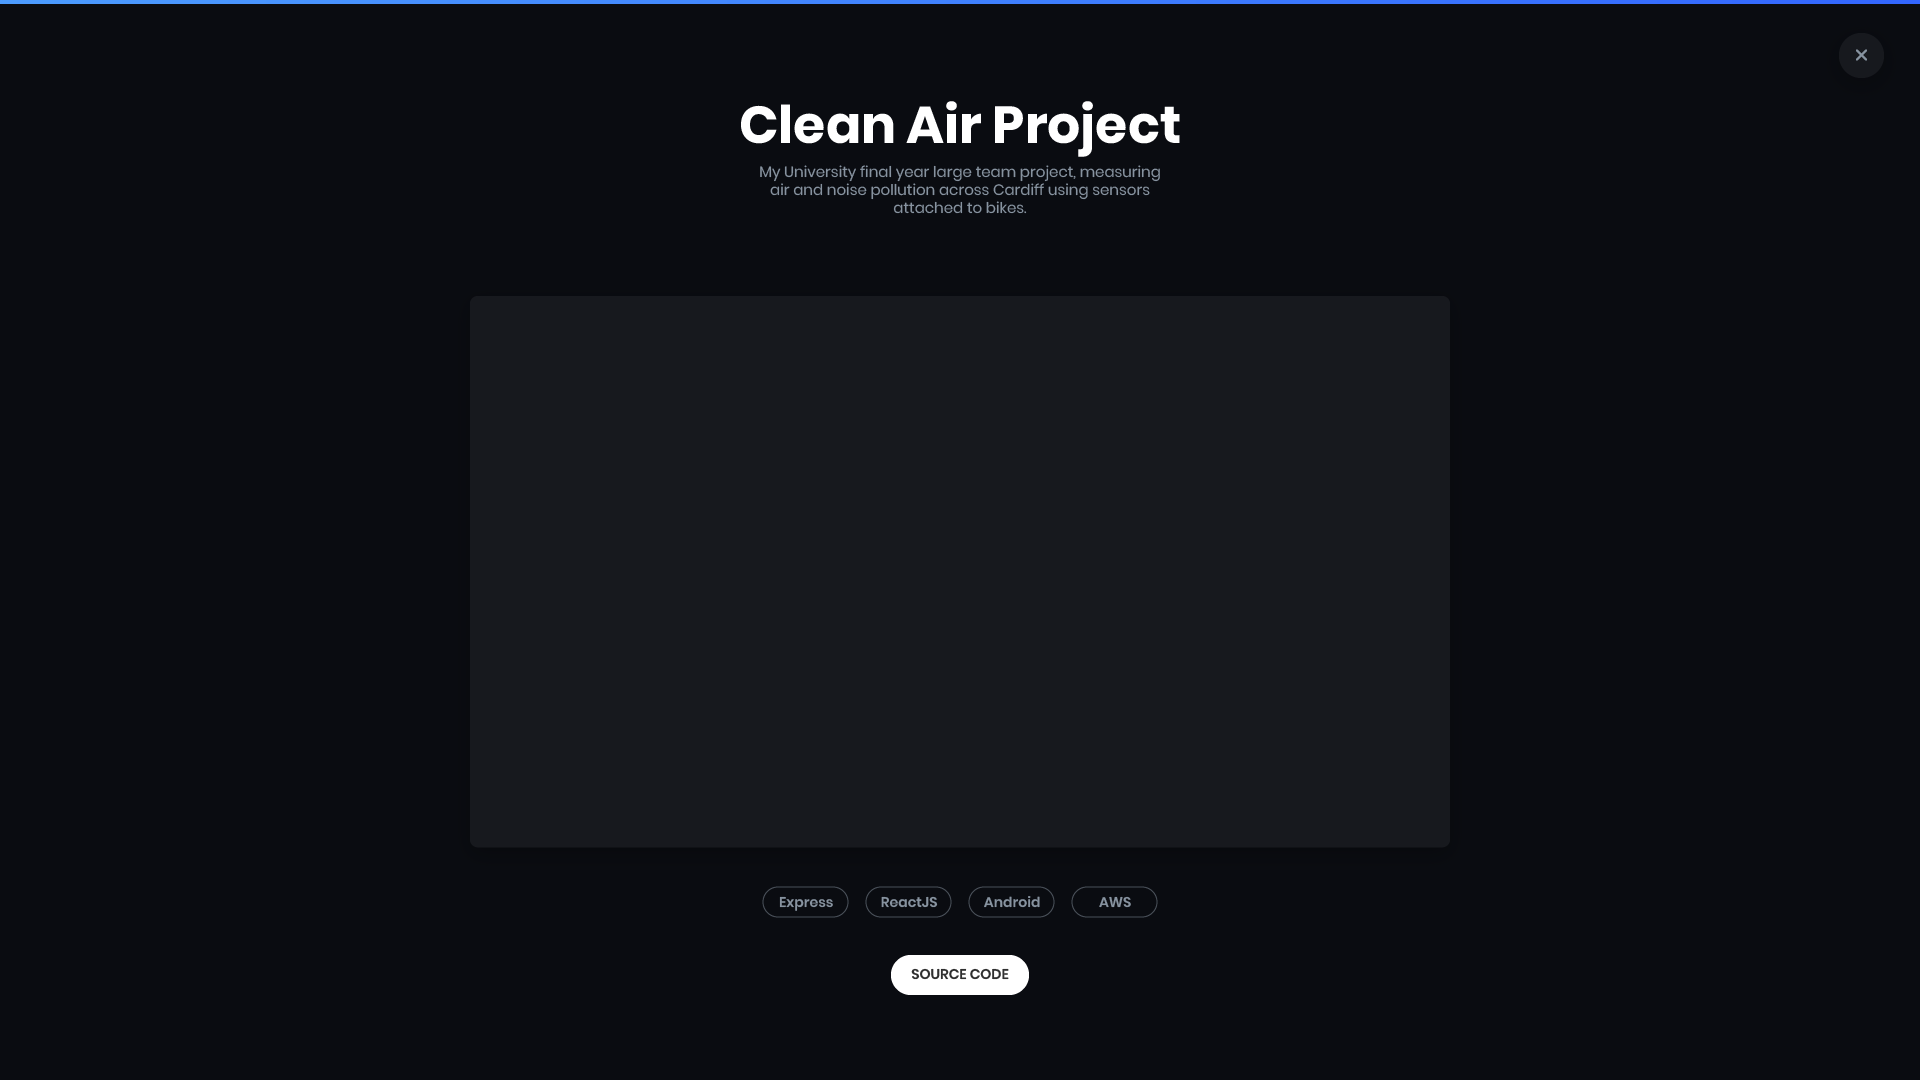 Clean Air Project
My University final year large team project, measuring
air and noise pollution across Cardiff using sensors
attached to bikes.
Express
ReactJS
Android
AWS
SOURCE CODE